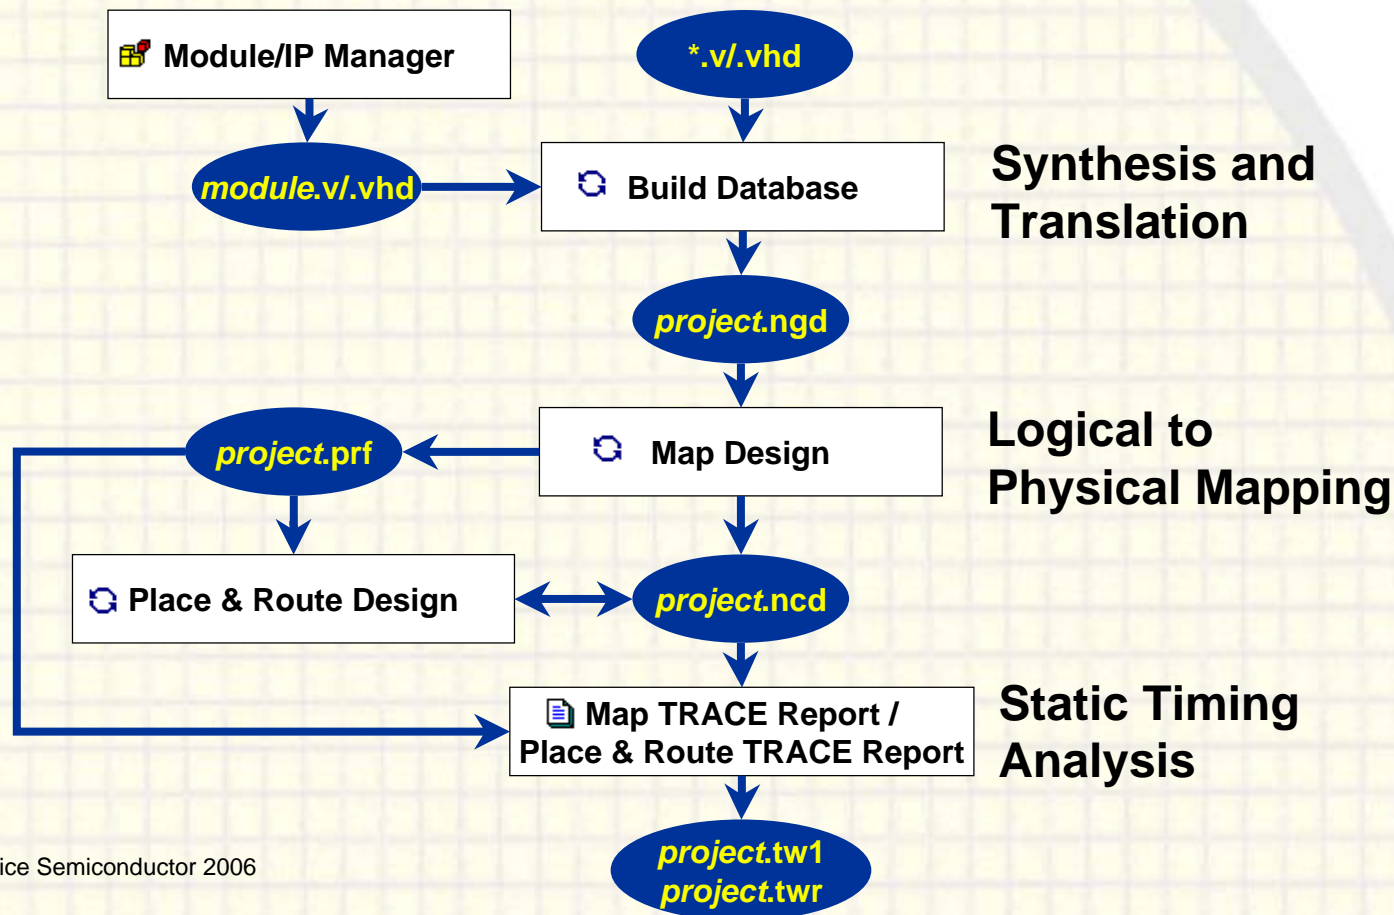 Module/IP Manager
*.v/.vhd
module.v/.vhd
Build Database
Synthesis and
Translation
project.ngd
project.prf
Map Design
Logical to
Physical Mapping
Place & Route Design
project.ncd
Map TRACE Report /
Place & Route TRACE Report
Static Timing
Analysis
project.tw1
project.twr
ice Semiconductor 2006